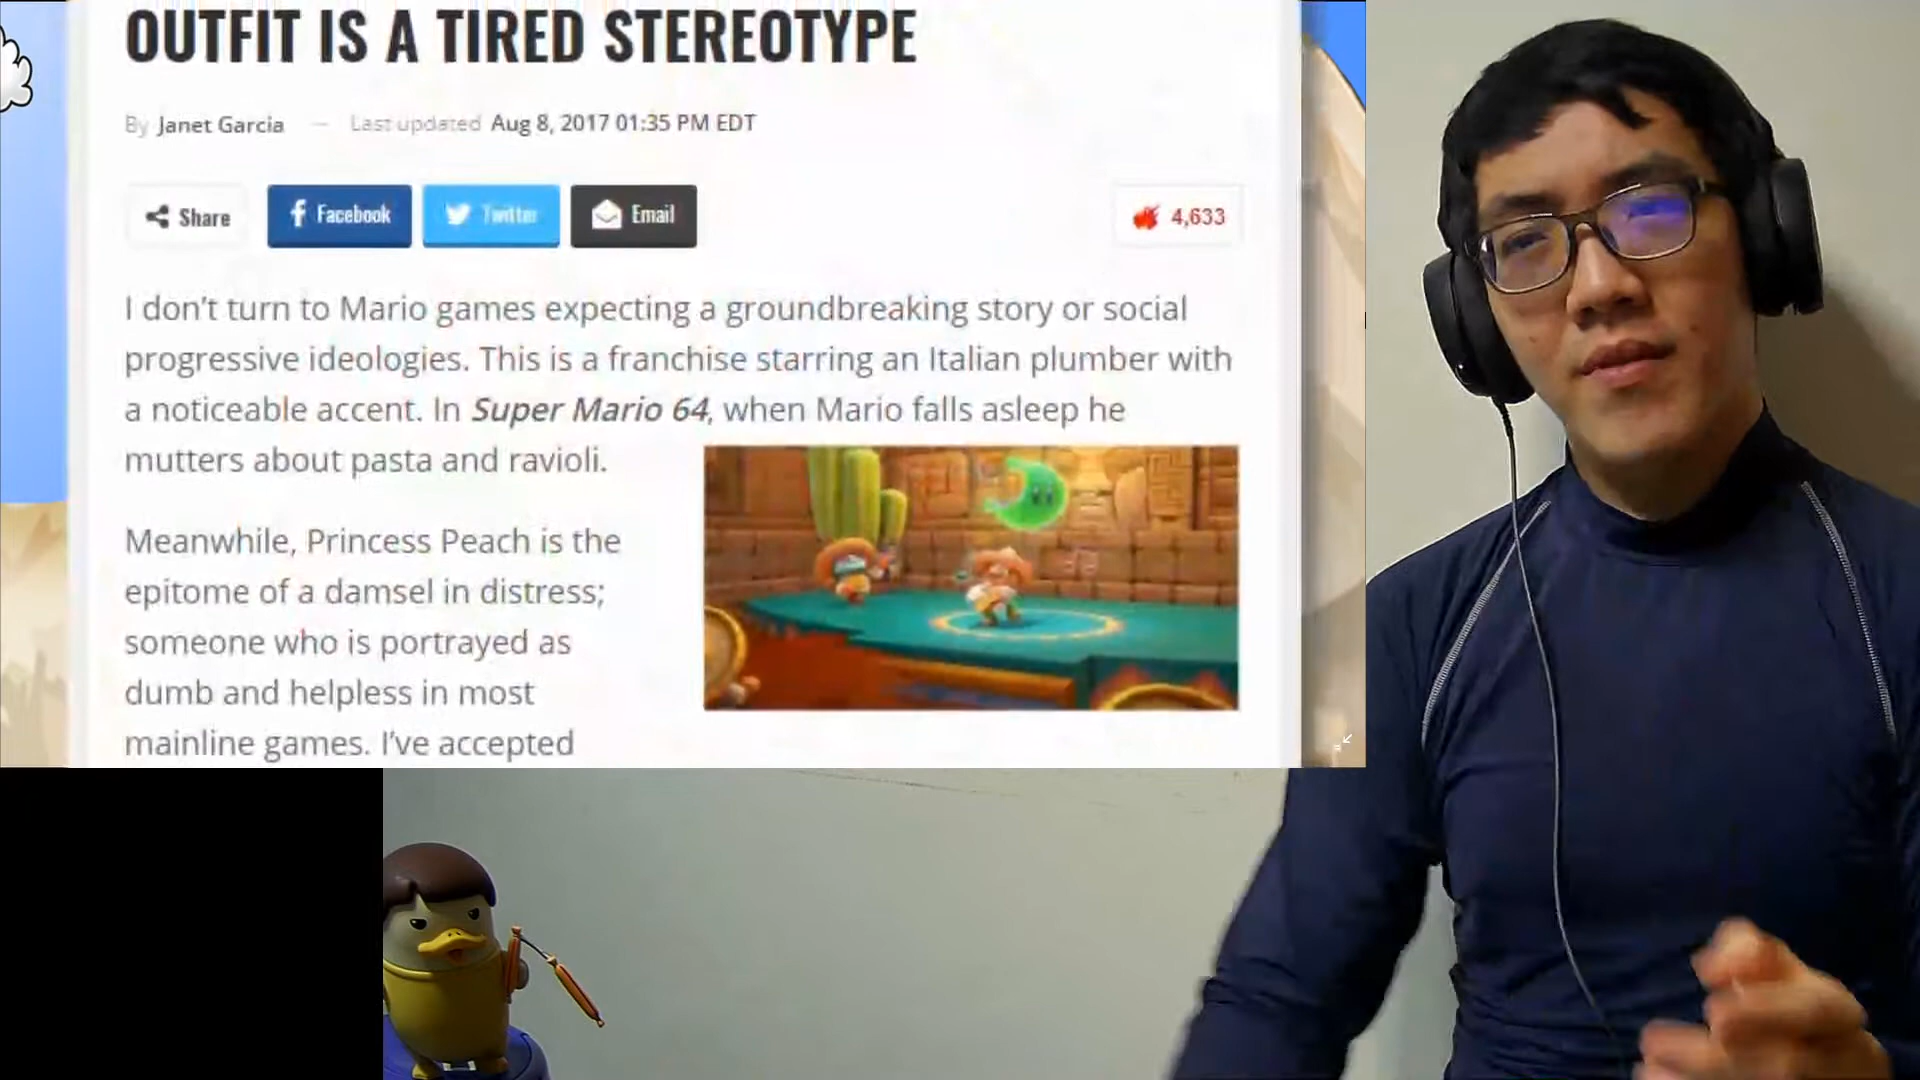 OUTFIT IS A TIRED STEREOTYPE
By Janet Garcia — Last updated Aug 8, 2017 01:35 PM EDT
Share Facebook Twitter Email 4,633
I don't turn to Mario games expecting a groundbreaking story or social
progressive ideologies. This is a franchise starring an Italian plumber with
a noticeable accent. In Super Mario 64, when Mario falls asleep he
mutters about pasta and ravioli.
Meanwhile, Princess Peach is the
epitome of a damsel in distress;
someone who is portrayed as
dumb and helpless in most
mainline games. I've accepted